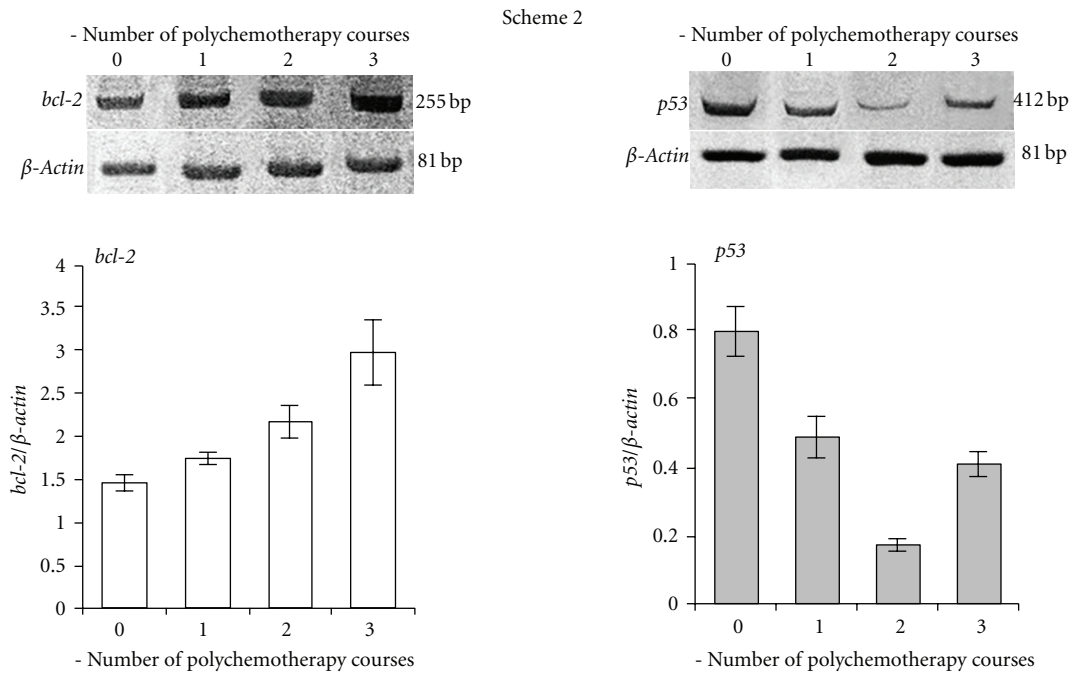 Scheme 2
- Number of polychemotherapy courses
0 1 2 3
bcl-2
255 bp
β-Actin
81 bp
- Number of polychemotherapy courses
0 1 2 3
p53
412 bp
β-Actin
81 bp
bcl-2
4
3.5
3
2.5
2
1.5
1
0.5
0
bcl-2/β-actin
0 1 2 3
- Number of polychemotherapy courses
p53
1
0.8
0.6
0.4
0.2
0
p53/β-actin
0 1 2 3
- Number of polychemotherapy courses